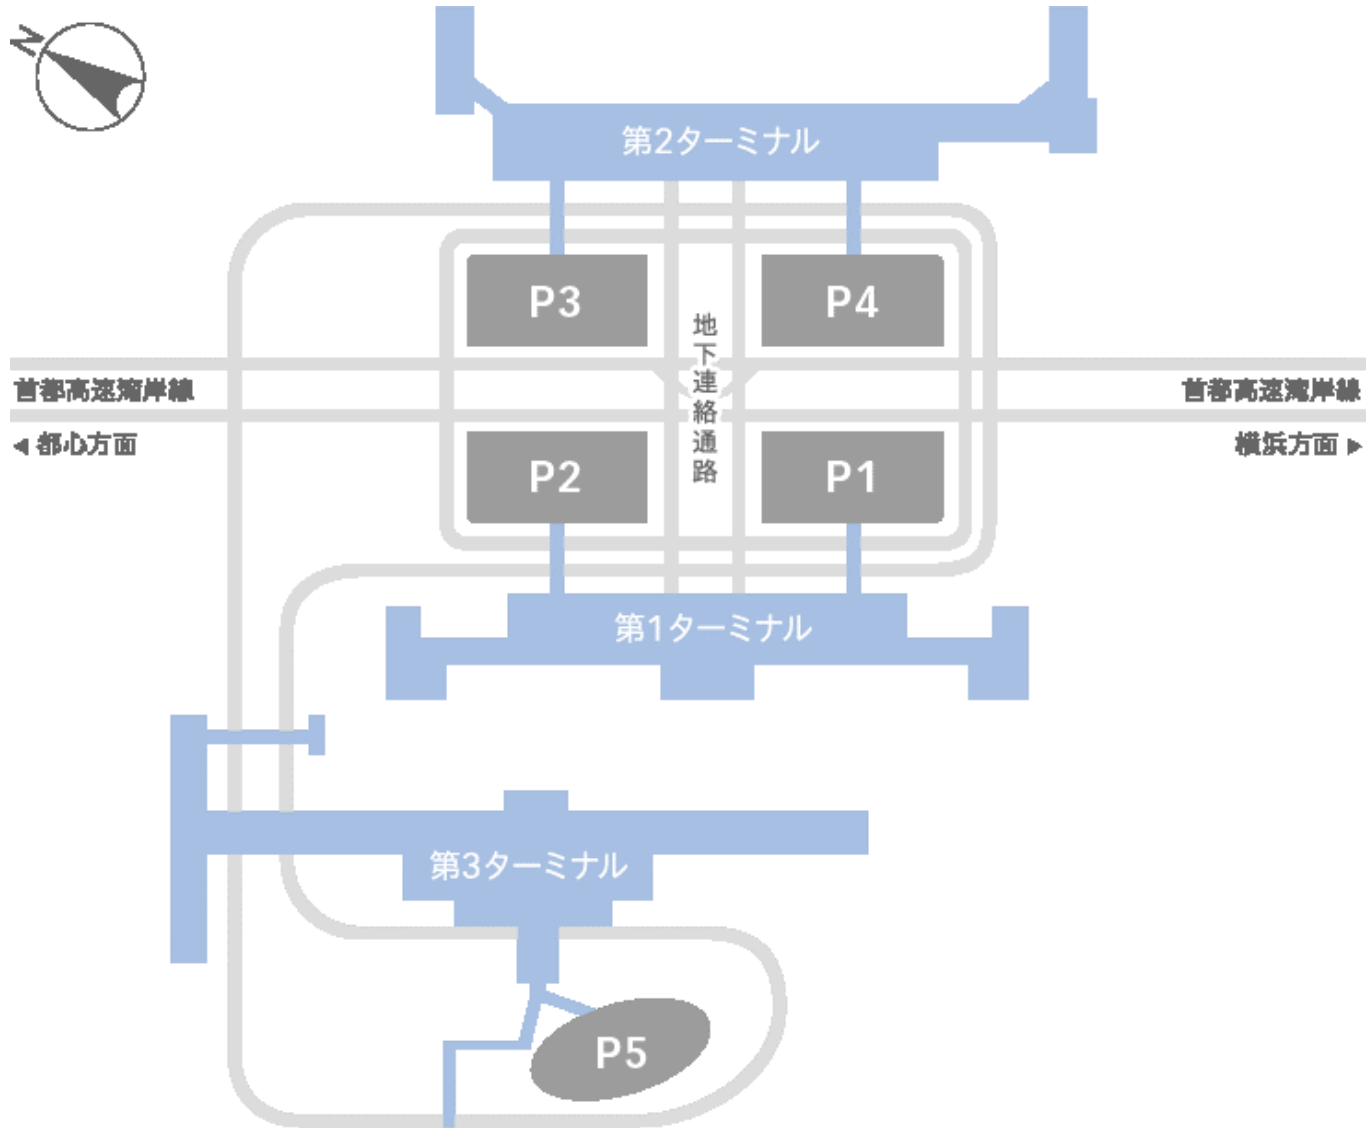 N
第2ターミナル
P3
P4
地下連絡通路
首都高速湾岸線
首都高速湾岸線
◀ 都心方面
横浜方面 ▶
P2
P1
第1ターミナル
第3ターミナル
P5